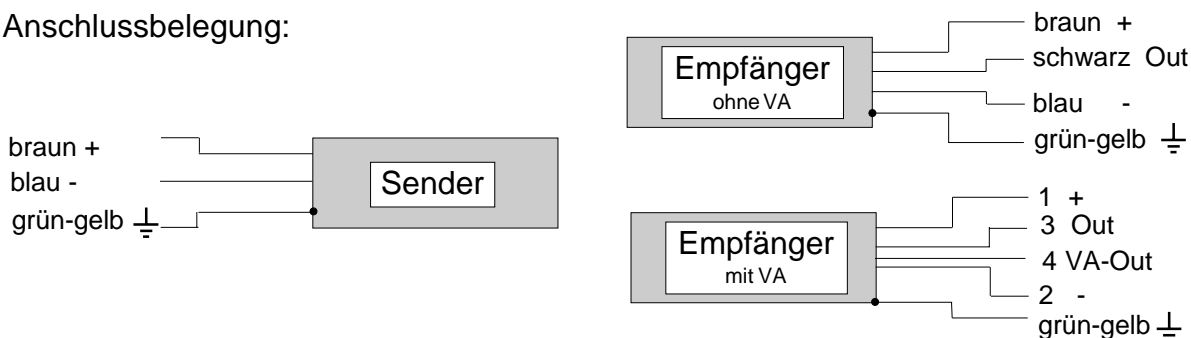 Anschlussbelegung:
braun +
blau -
grün-gelb
Sender
Empfänger
ohne VA
braun +
schwarz Out
blau -
grün-gelb
Empfänger
mit VA
1 +
3 Out
4 VA-Out
2 -
grün-gelb